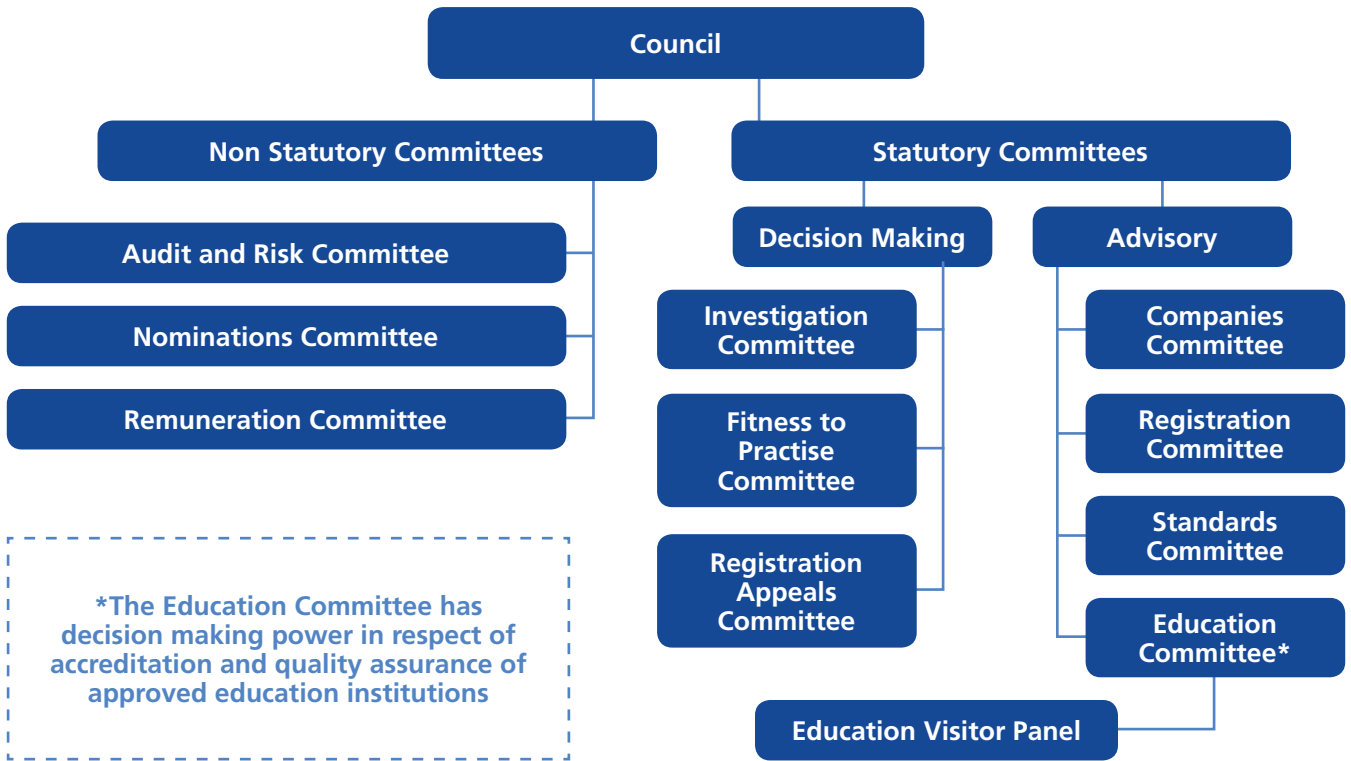 Council
Non Statutory Committees
Statutory Committees
Audit and Risk Committee
Nominations Committee
Remuneration Committee
Decision Making
Advisory
Investigation
Committee
Fitness to
Practise
Committee
Registration
Appeals
Committee
Companies
Committee
Registration
Committee
Standards
Committee
Education
Committee*
Education Visitor Panel
*The Education Committee has
decision making power in respect of
accreditation and quality assurance of
approved education institutions